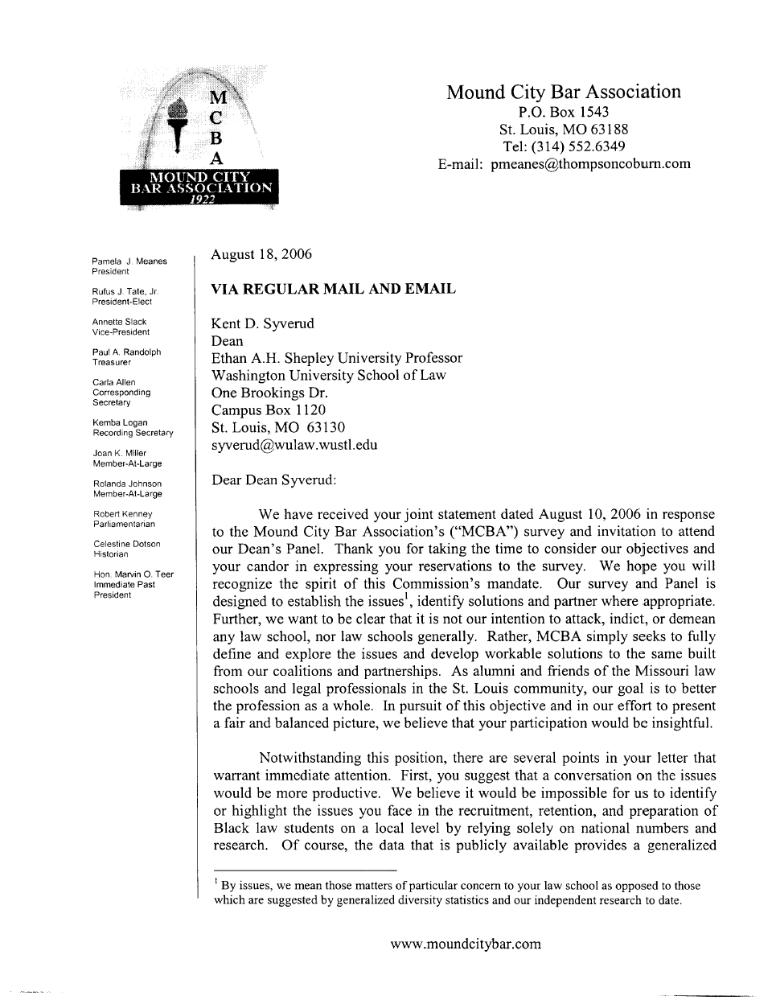 M
C
B
A
MOUND CITY
BAR ASSOCIATION
1922
Mound City Bar Association
P.O. Box 1543
St. Louis, MO 63188
Tel: (314) 552.6349
E-mail: pmeanes@thompsoncoburn.com
Pamela J. Meanes
President
Rufus J. Tate, Jr.
President-Elect
Annette Slack
Vice-President
Paul A. Randolph
Treasurer
Carla Allen
Corresponding
Secretary
Kemba Logan
Recording Secretary
Joan K. Miller
Member-At-Large
Rolanda Johnson
Member-At-Large
Robert Kenney
Parliamentarian
Celestine Dotson
Historian
Hon. Marvin O. Teer
Immediate Past
President
August 18, 2006
VIA REGULAR MAIL AND EMAIL
Kent D. Syverud
Dean
Ethan A.H. Shepley University Professor
Washington University School of Law
One Brookings Dr.
Campus Box 1120
St. Louis, MO 63130
syverud@wulaw.wustl.edu
Dear Dean Syverud:
We have received your joint statement dated August 10, 2006 in response
to the Mound City Bar Association's ("MCBA") survey and invitation to attend
our Dean's Panel. Thank you for taking the time to consider our objectives and
your candor in expressing your reservations to the survey. We hope you will
recognize the spirit of this Commission's mandate. Our survey and Panel is
designed to establish the issues1, identify solutions and partner where appropriate.
Further, we want to be clear that it is not our intention to attack, indict, or demean
any law school, nor law schools generally. Rather, MCBA simply seeks to fully
define and explore the issues and develop workable solutions to the same built
from our coalitions and partnerships. As alumni and friends of the Missouri law
schools and legal professionals in the St. Louis community, our goal is to better
the profession as a whole. In pursuit of this objective and in our effort to present
a fair and balanced picture, we believe that your participation would be insightful.
Notwithstanding this position, there are several points in your letter that
warrant immediate attention. First, you suggest that a conversation on the issues
would be more productive. We believe it would be impossible for us to identify
or highlight the issues you face in the recruitment, retention, and preparation of
Black law students on a local level by relying solely on national numbers and
research. Of course, the data that is publicly available provides a generalized
1 By issues, we mean those matters of particular concern to your law school as opposed to those
which are suggested by generalized diversity statistics and our independent research to date.
www.moundcitybar.com